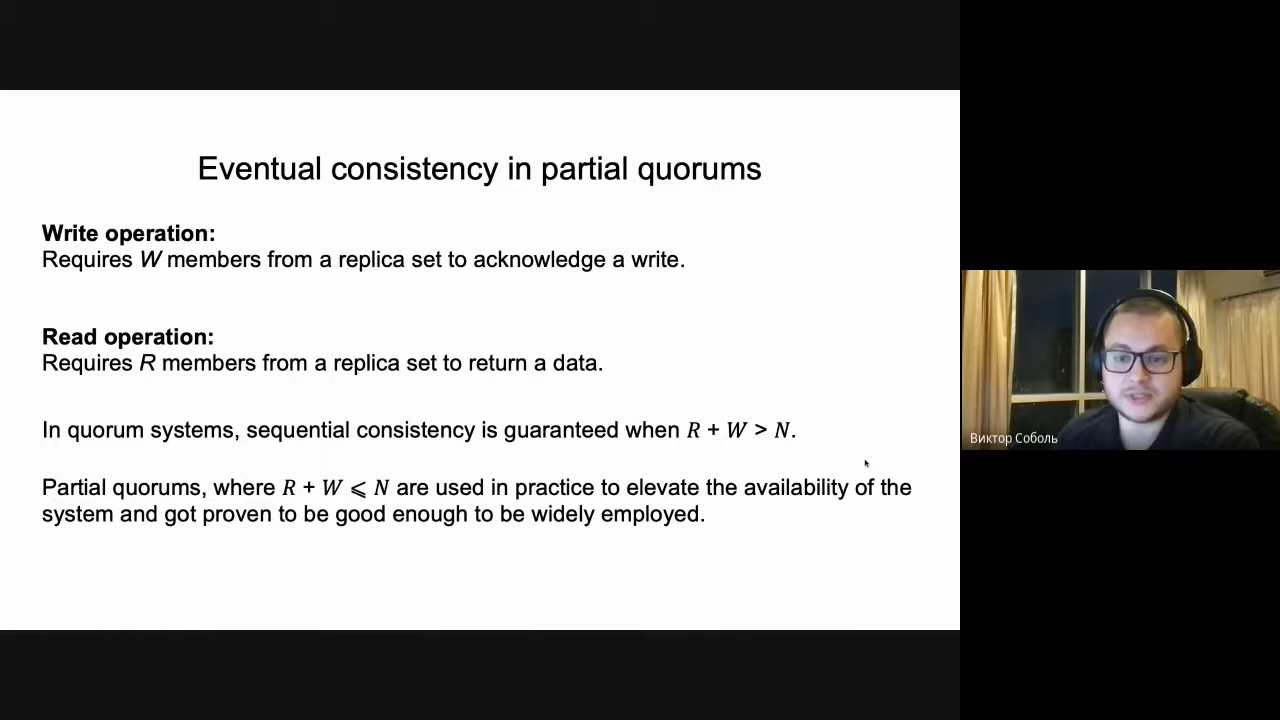 Eventual consistency in partial quorums
Write operation:
Requires W members from a replica set to acknowledge a write.
Read operation:
Requires R members from a replica set to return a data.
In quorum systems, sequential consistency is guaranteed when R + W > N.
Partial quorums, where R + W ⩽ N are used in practice to elevate the availability of the
system and got proven to be good enough to be widely employed.
Виктор Соболь